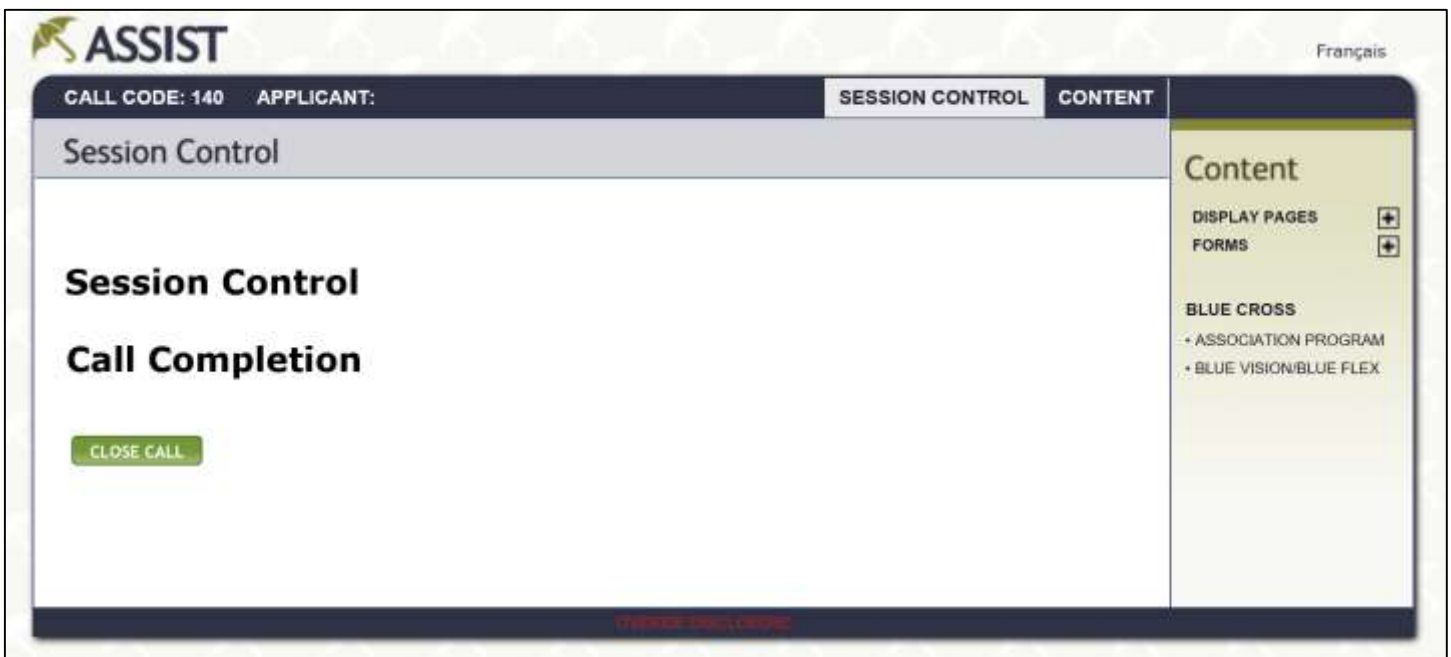 ASSIST
Français
CALL CODE: 140 APPLICANT: SESSION CONTROL CONTENT
Session Control
Session Control
Call Completion
CLOSE CALL
Content
DISPLAY PAGES
FORMS
BLUE CROSS
• ASSOCIATION PROGRAM
• BLUE VISION/BLUE FLEX